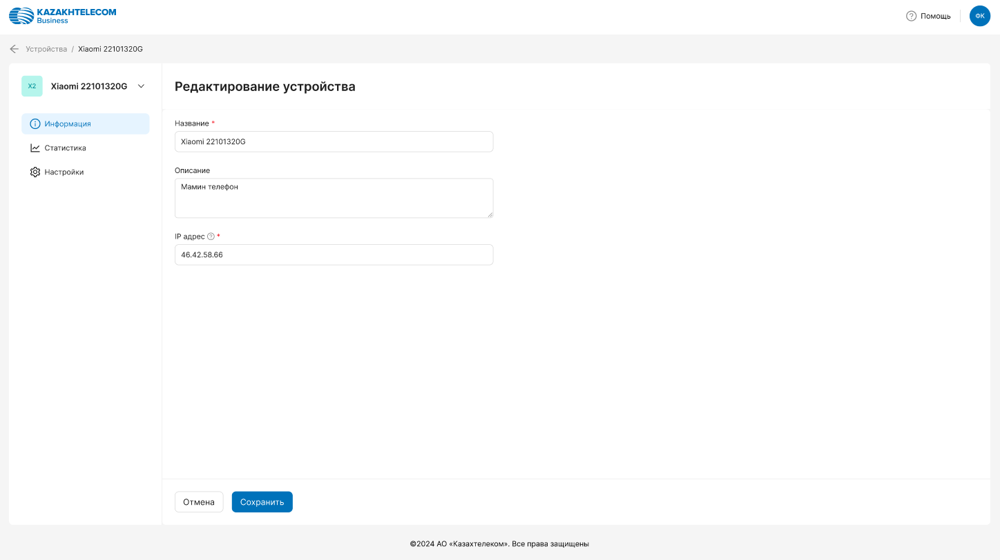 KAZAKHTELECOM
Business
Помощь
ФК
Устройства / Xiaomi 22101320G
X2
Xiaomi 22101320G
Информация
Статистика
Настройки
Редактирование устройства
Название *
Xiaomi 22101320G
Описание
Мамин телефон
IP адрес *
46.42.58.66
Отмена
Сохранить
©2024 АО «Казахтелеком». Все права защищены